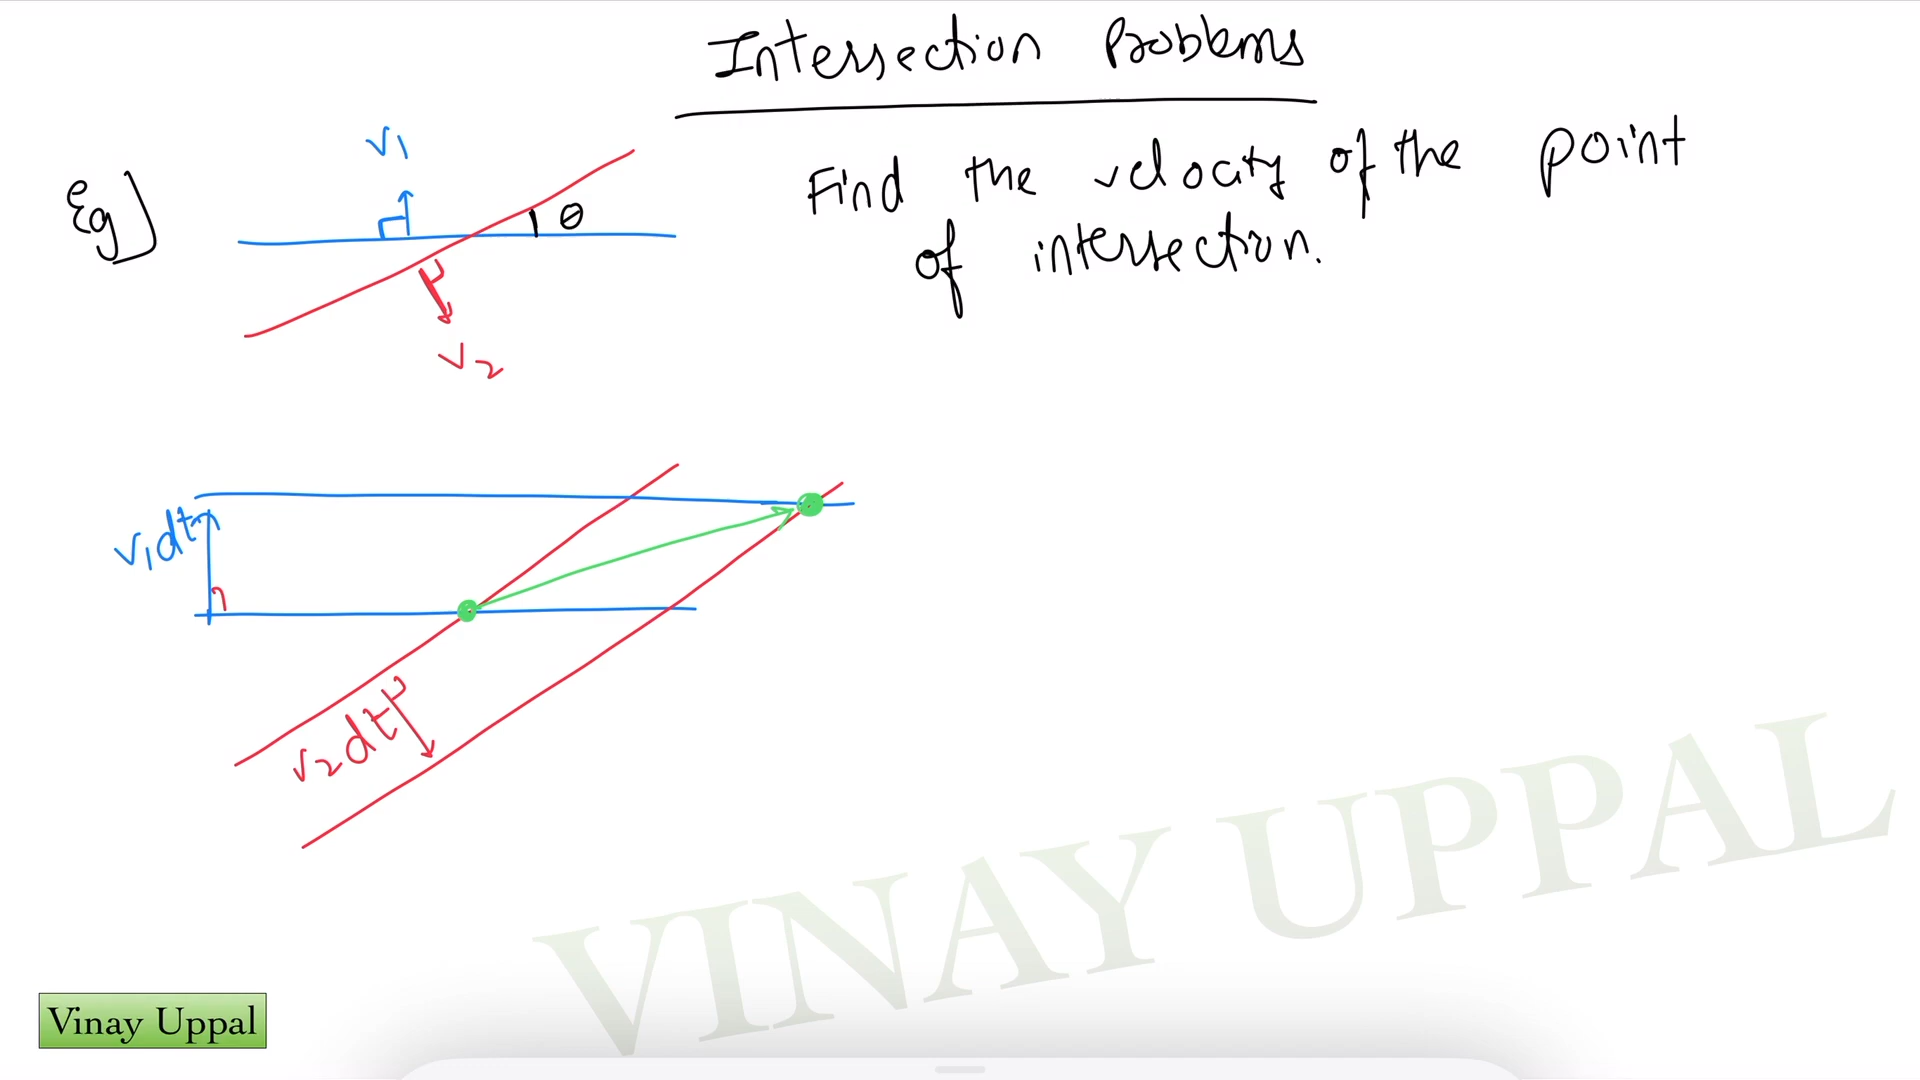 Intersection Problems
Eg]
v1
θ
v2
Find the velocity of the point
of intersection.
v1dt
v2dt
VINAY UPPAL
Vinay Uppal